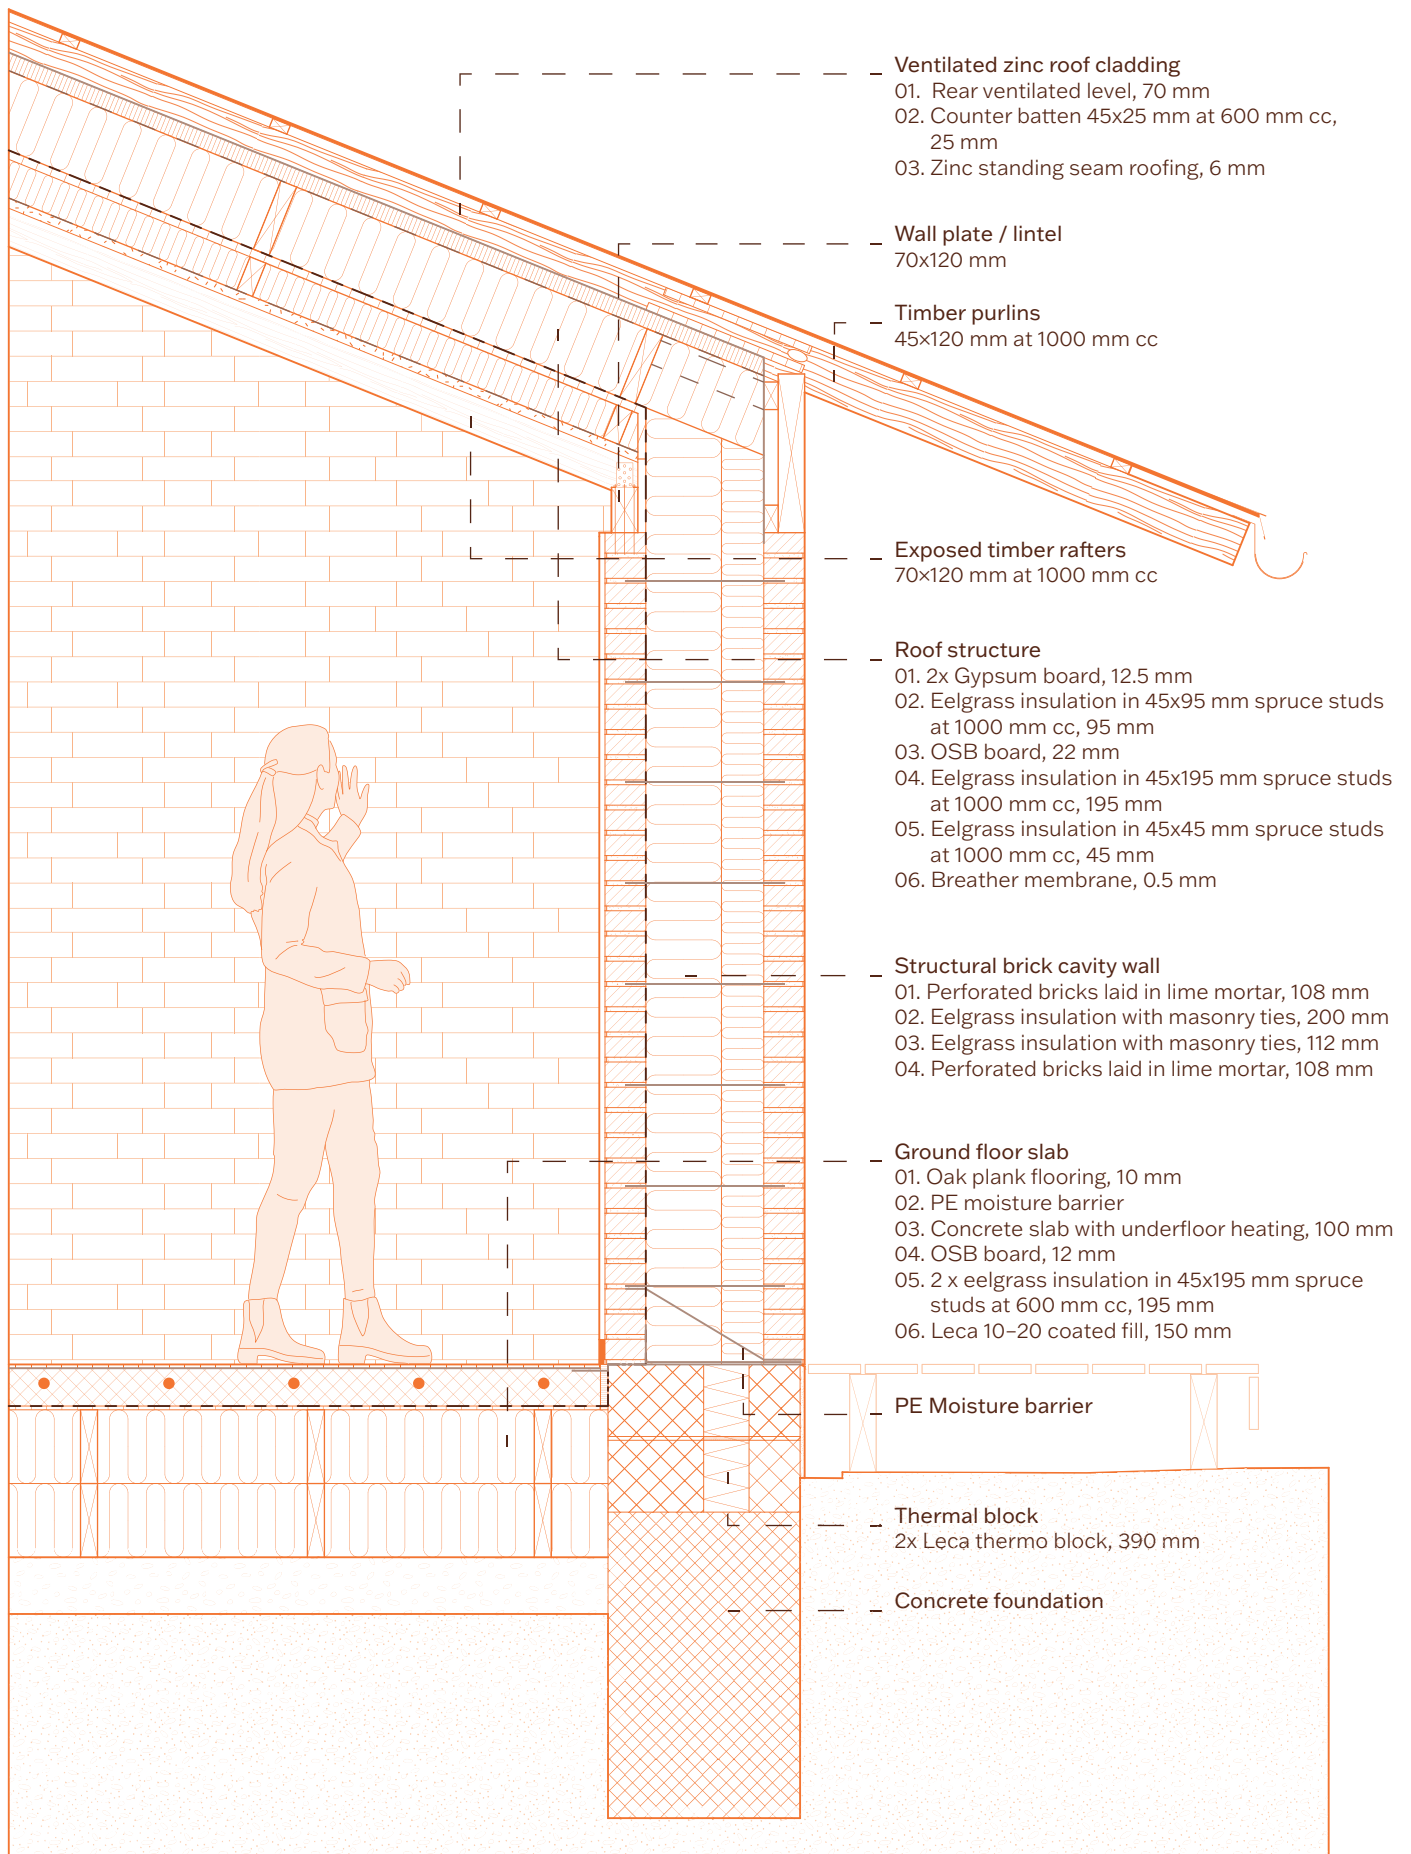 Ventilated zinc roof cladding
01. Rear ventilated level, 70 mm
02. Counter batten 45x25 mm at 600 mm cc,
25 mm
03. Zinc standing seam roofing, 6 mm
Wall plate / lintel
70x120 mm
Timber purlins
45×120 mm at 1000 mm cc
Exposed timber rafters
70×120 mm at 1000 mm cc
Roof structure
01. 2x Gypsum board, 12.5 mm
02. Eelgrass insulation in 45x95 mm spruce studs
at 1000 mm cc, 95 mm
03. OSB board, 22 mm
04. Eelgrass insulation in 45x195 mm spruce studs
at 1000 mm cc, 195 mm
05. Eelgrass insulation in 45x45 mm spruce studs
at 1000 mm cc, 45 mm
06. Breather membrane, 0.5 mm
Structural brick cavity wall
01. Perforated bricks laid in lime mortar, 108 mm
02. Eelgrass insulation with masonry ties, 200 mm
03. Eelgrass insulation with masonry ties, 112 mm
04. Perforated bricks laid in lime mortar, 108 mm
Ground floor slab
01. Oak plank flooring, 10 mm
02. PE moisture barrier
03. Concrete slab with underfloor heating, 100 mm
04. OSB board, 12 mm
05. 2 x eelgrass insulation in 45x195 mm spruce
studs at 600 mm cc, 195 mm
06. Leca 10–20 coated fill, 150 mm
PE Moisture barrier
Thermal block
2x Leca thermo block, 390 mm
Concrete foundation